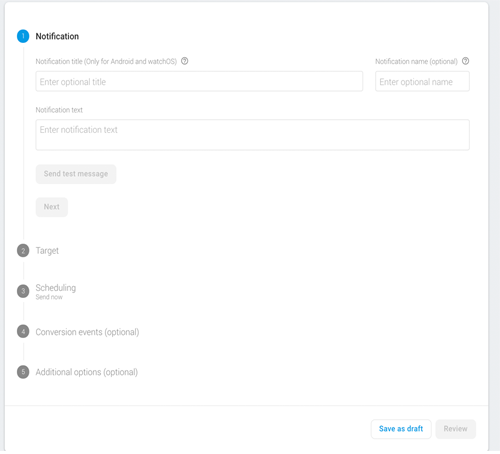 1 Notification
Notification title (Only for Android and watchOS) ? Notification name (optional) ?
Enter optional title Enter optional name
Notification text
Enter notification text
Send test message
Next
2 Target
3 Scheduling
Send now
4 Conversion events (optional)
5 Additional options (optional)
Save as draft Review